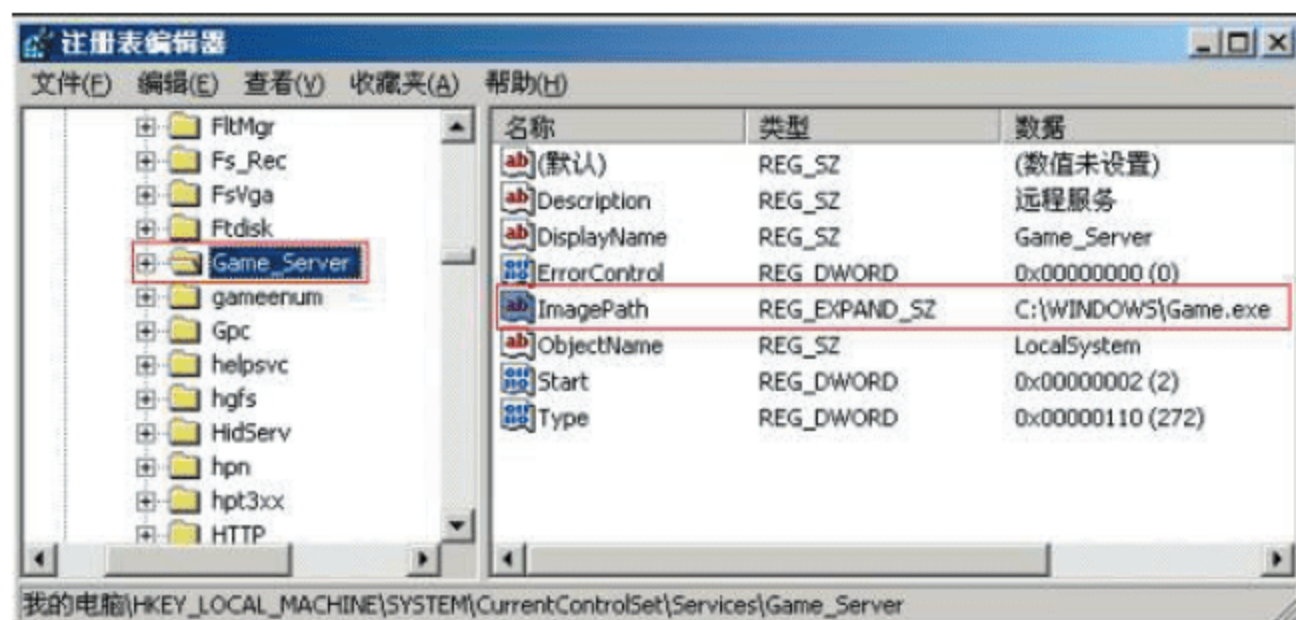 注册表编辑器
文件(F) 编辑(E) 查看(V) 收藏夹(A) 帮助(H)
FltMgr
Fs_Rec
FsVga
Ftdisk
Game_Server
gameenum
Gpc
helpsvc
hgfs
HidServ
hpn
hpt3xx
HTTP
名称 类型 数据
(默认) REG_SZ (数值未设置)
Description REG_SZ 远程服务
DisplayName REG_SZ Game_Server
ErrorControl REG_DWORD 0x00000000 (0)
ImagePath REG_EXPAND_SZ C:\WINDOWS\Game.exe
ObjectName REG_SZ LocalSystem
Start REG_DWORD 0x00000002 (2)
Type REG_DWORD 0x00000110 (272)
我的电脑\HKEY_LOCAL_MACHINE\SYSTEM\CurrentControlSet\Services\Game_Server